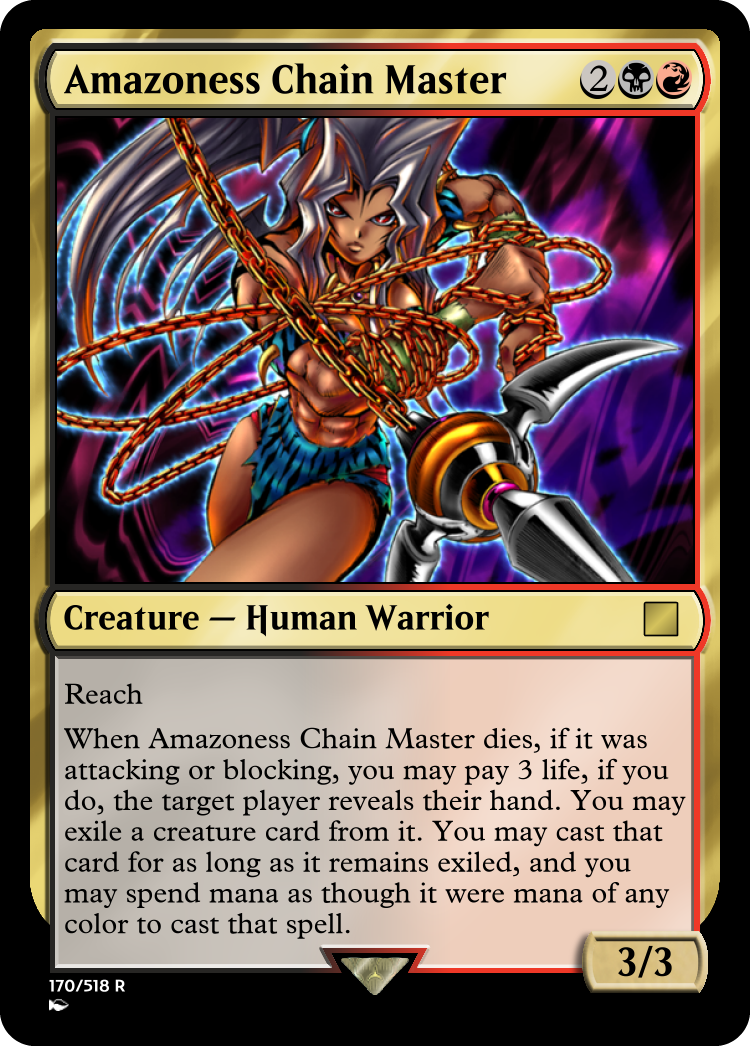 Amazoness Chain Master 2
Creature — Human Warrior
Reach
When Amazoness Chain Master dies, if it was
attacking or blocking, you may pay 3 life, if you
do, the target player reveals their hand. You may
exile a creature card from it. You may cast that
card for as long as it remains exiled, and you
may spend mana as though it were mana of any
color to cast that spell.
3/3
170/518 R